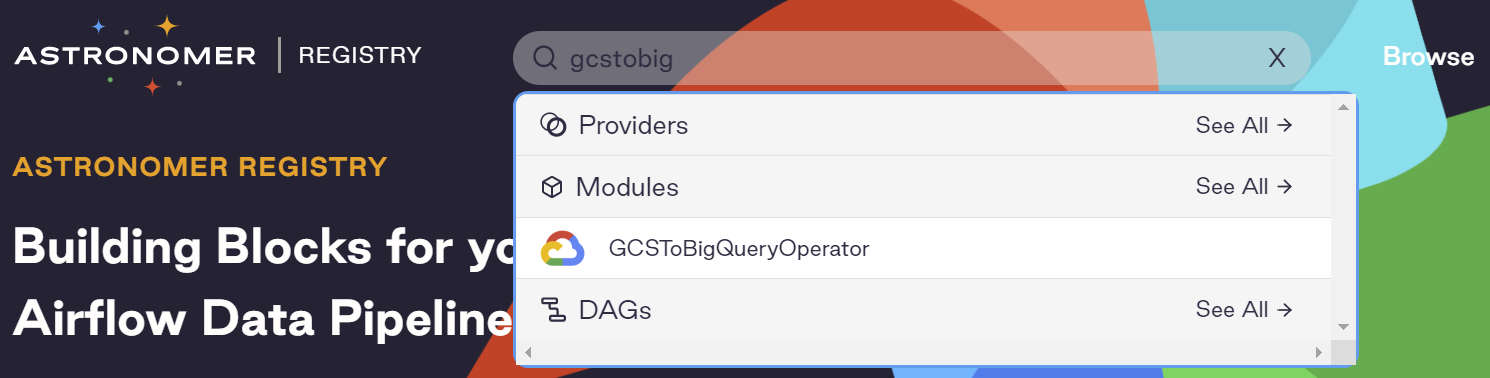 ASTRONOMER | REGISTRY
gcstobig X
Browse
Providers See All →
Modules See All →
GCSToBigQueryOperator
DAGs See All →
ASTRONOMER REGISTRY
Building Blocks for yo
Airflow Data Pipeline